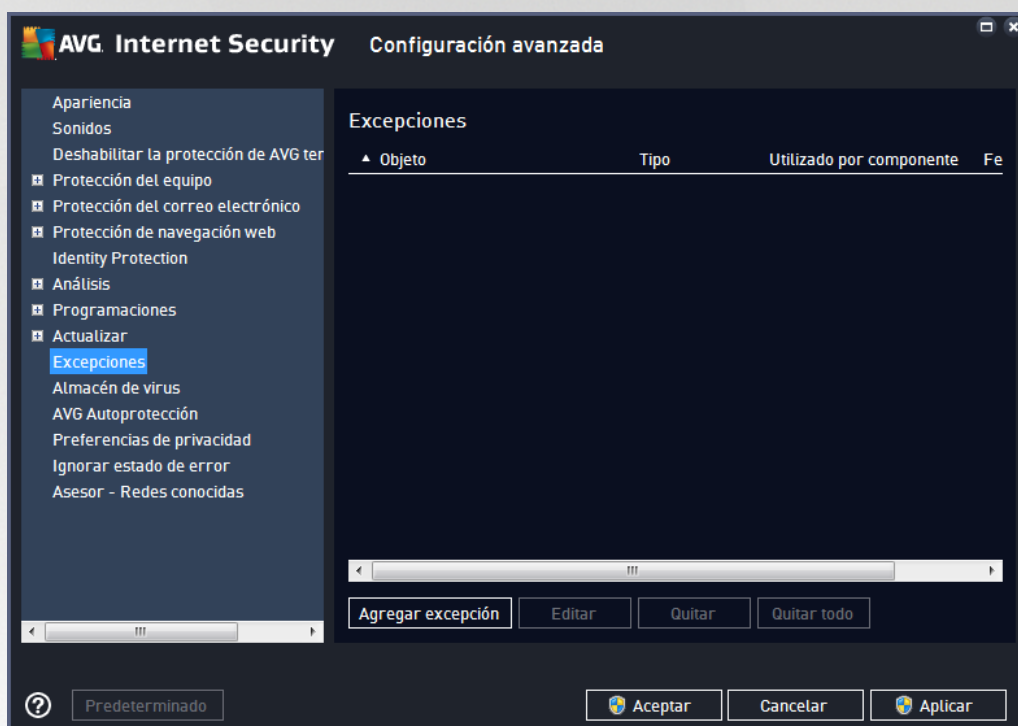 AVG. Internet Security Configuración avanzada
Apariencia
Sonidos
Deshabilitar la protección de AVG ter
Protección del equipo
Protección del correo electrónico
Protección de navegación web
Identity Protection
Análisis
Programaciones
Actualizar
Excepciones
Almacén de virus
AVG Autoprotección
Preferencias de privacidad
Ignorar estado de error
Asesor - Redes conocidas
Excepciones
Objeto Tipo Utilizado por componente Fe
Agregar excepción Editar Quitar Quitar todo
Predeterminado Aceptar Cancelar Aplicar